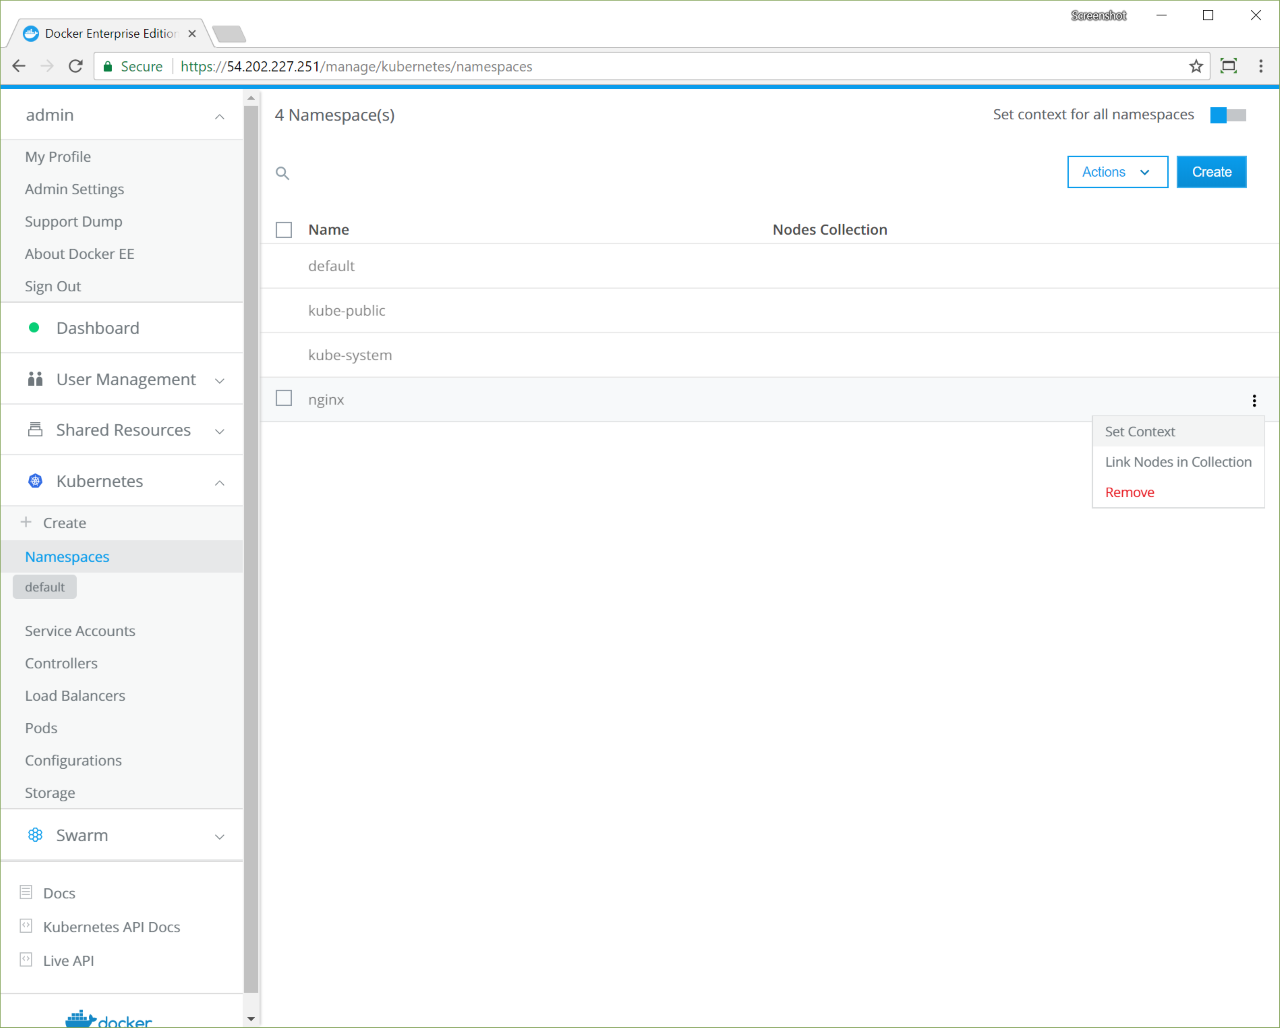 Screenshot
Docker Enterprise Edition
Secure https://54.202.227.251/manage/kubernetes/namespaces
admin
My Profile
Admin Settings
Support Dump
About Docker EE
Sign Out
Dashboard
User Management
Shared Resources
Kubernetes
Create
Namespaces
default
Service Accounts
Controllers
Load Balancers
Pods
Configurations
Storage
Swarm
Docs
Kubernetes API Docs
Live API
docker
4 Namespace(s)
Set context for all namespaces
Actions
Create
Name Nodes Collection
default
kube-public
kube-system
nginx
Set Context
Link Nodes in Collection
Remove